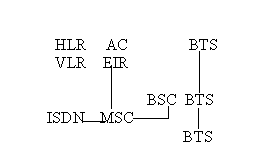 HLR AC BTS
VLR EIR
BSC BTS
ISDN MSC
BTS